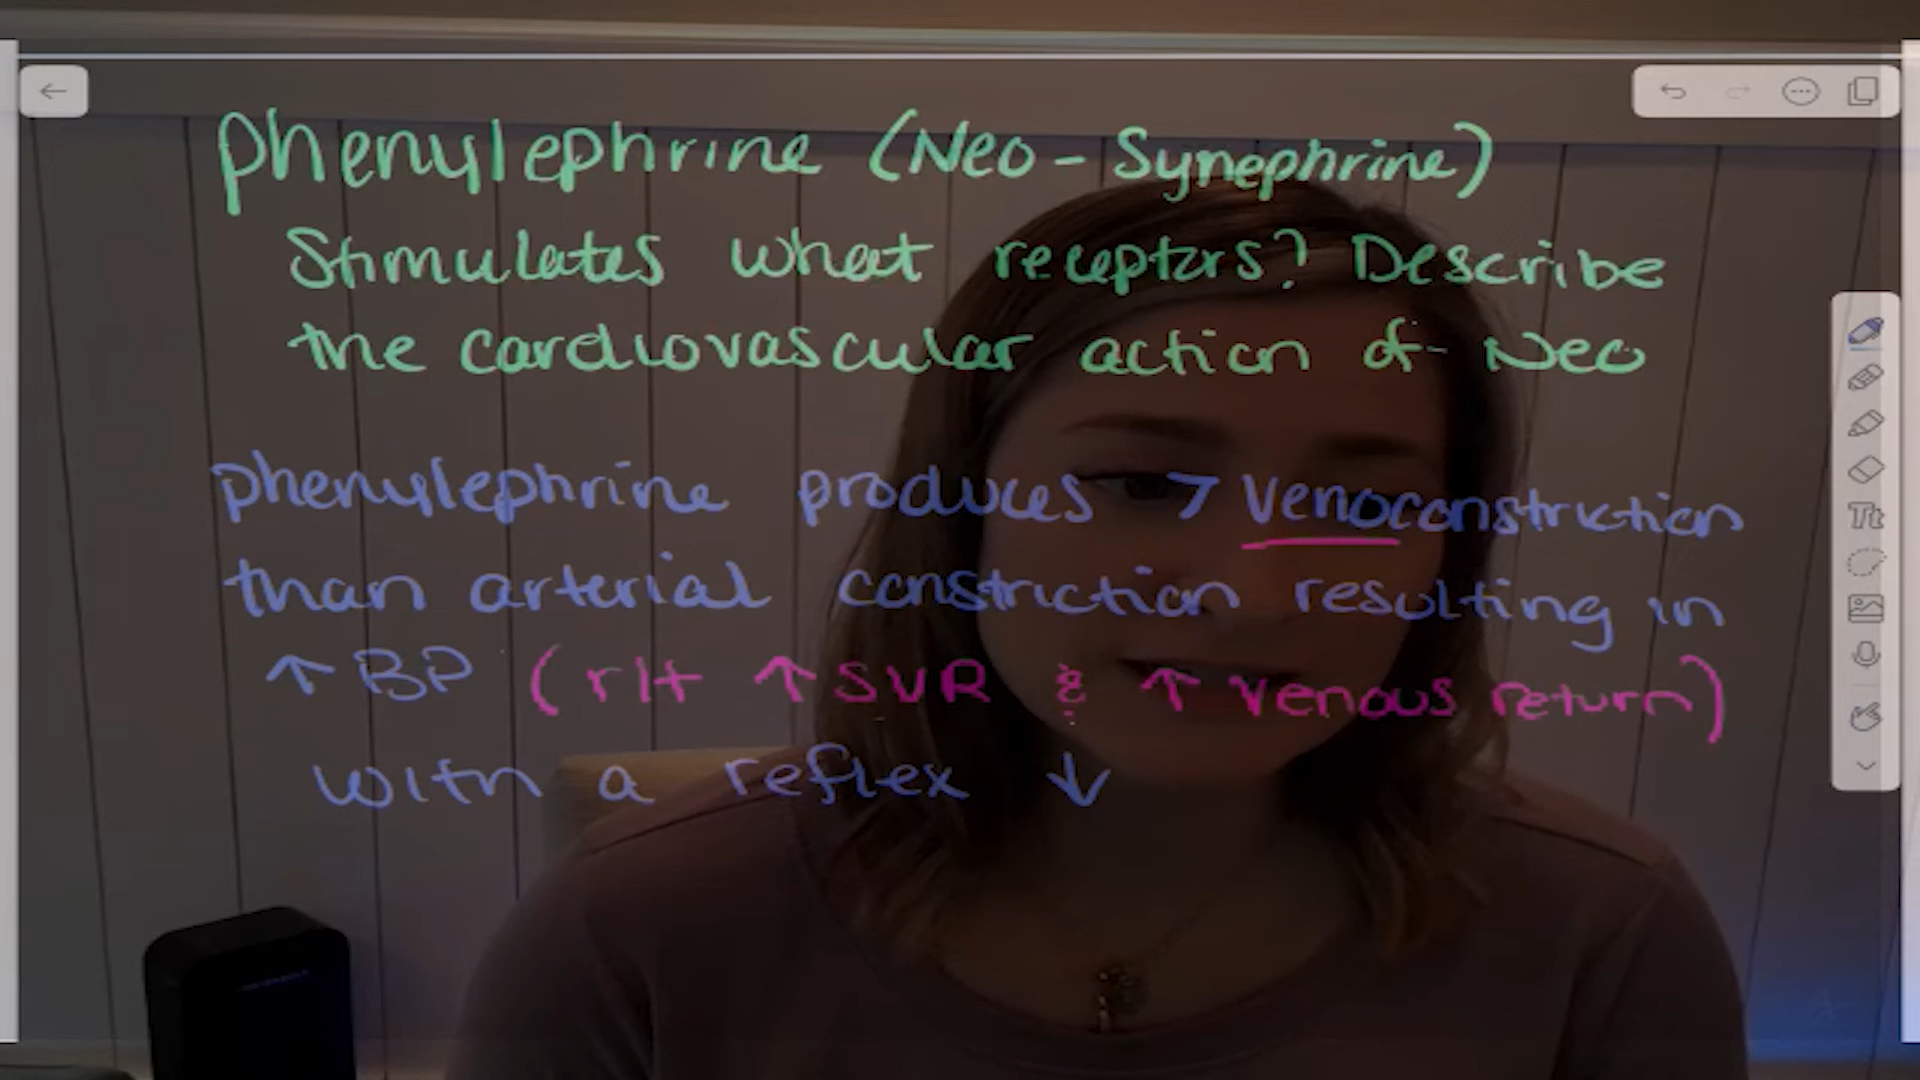 Phenylephrine (Neo-Synephrine)
Stimulates what receptors? Describe
the cardiovascular action of Neo
phenylephrine produces > venoconstriction
than arterial constriction resulting in
↑ BP (r/t ↑ SVR & ↑ venous return)
with a reflex ↓
Tt